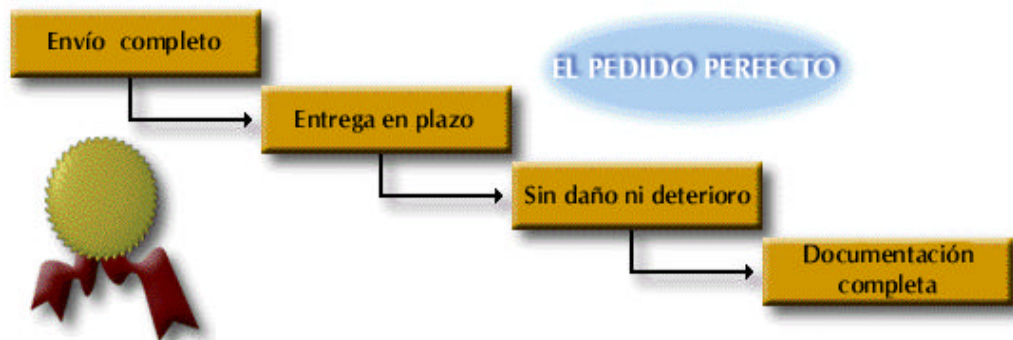 Envío completo
EL PEDIDO PERFECTO
Entrega en plazo
Sin daño ni deterioro
Documentación
completa